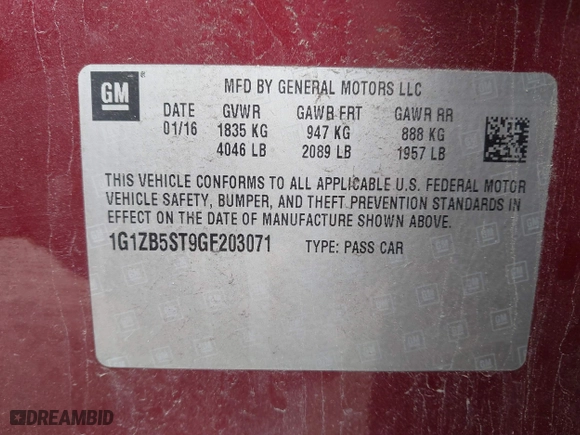 GM
MFD BY GENERAL MOTORS LLC
DATE GVWR GAWR FRT GAWR RR
01/16 1835 KG 947 KG 888 KG
4046 LB 2089 LB 1957 LB
THIS VEHICLE CONFORMS TO ALL APPLICABLE U.S. FEDERAL MOTOR
VEHICLE SAFETY, BUMPER, AND THEFT PREVENTION STANDARDS IN
EFFECT ON THE DATE OF MANUFACTURE SHOWN ABOVE.
1G1ZB5ST9GF203071 TYPE: PASS CAR
DREAMBID